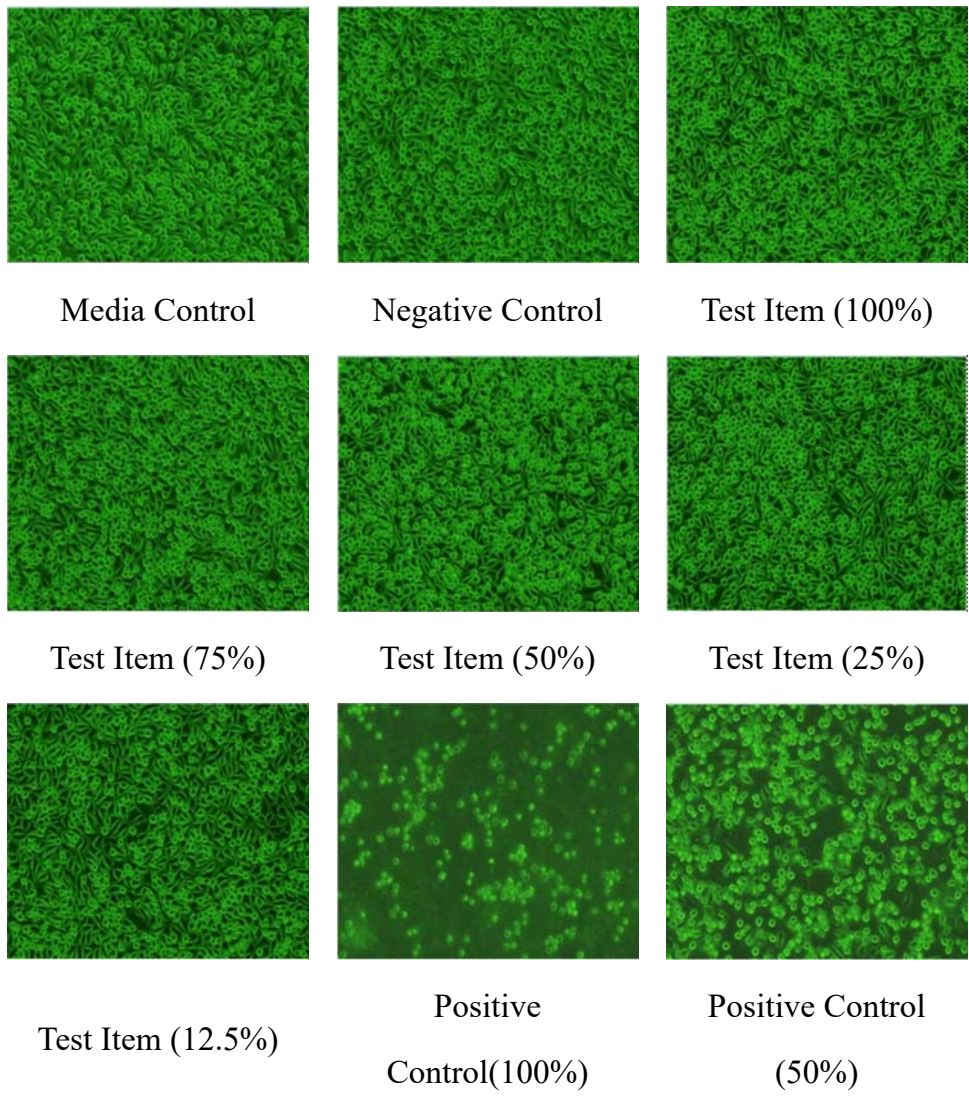 Media Control
Negative Control
Test Item (100%)
Test Item (75%)
Test Item (50%)
Test Item (25%)
Test Item (12.5%)
Positive
Control(100%)
Positive Control
(50%)